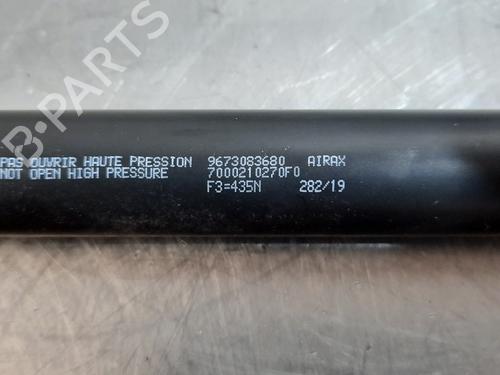 PAS OUVRIR HAUTE PRESSION 9673083680 AIRAX
NOT OPEN HIGH PRESSURE 7000210270F0
F3=435N 282/19
B-PARTS